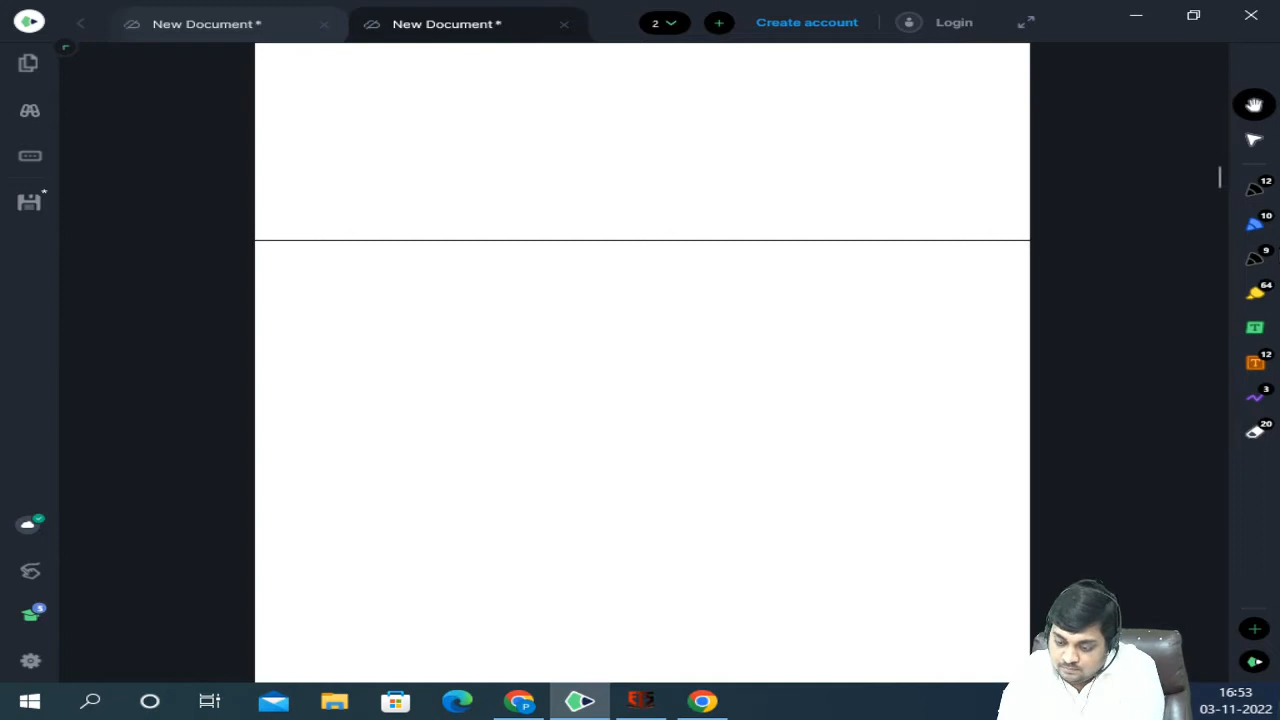 New Document *
New Document *
2
Create account
Login
12
10
9
64
T
T
12
3
20
5
P
16:53
03-11-2022